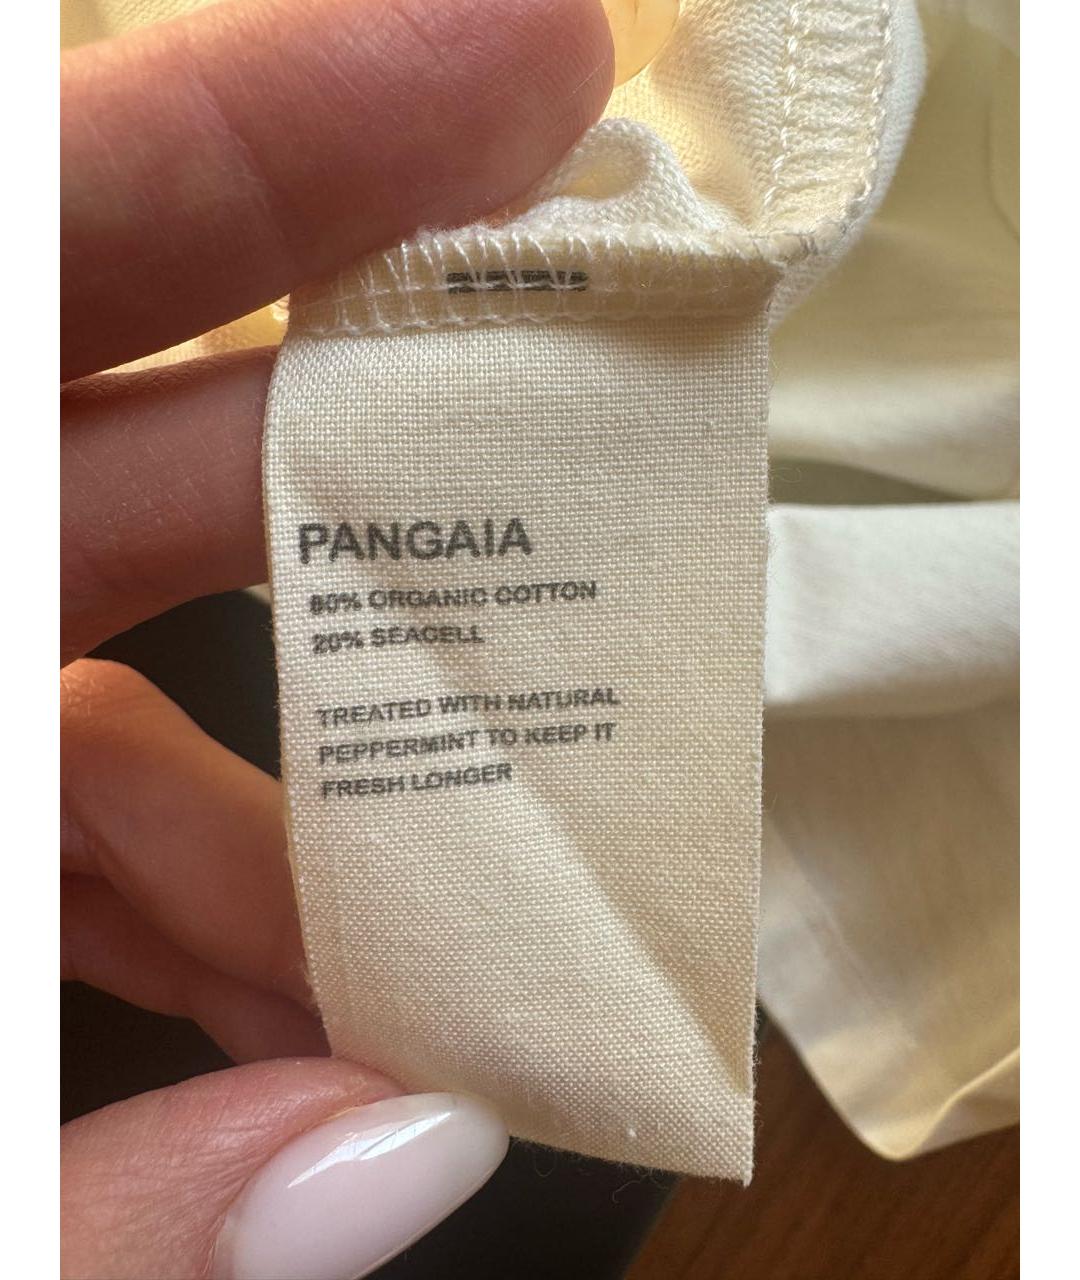 PANGAIA
80% ORGANIC COTTON
20% SEACELL
TREATED WITH NATURAL
PEPPERMINT TO KEEP IT
FRESH LONGER